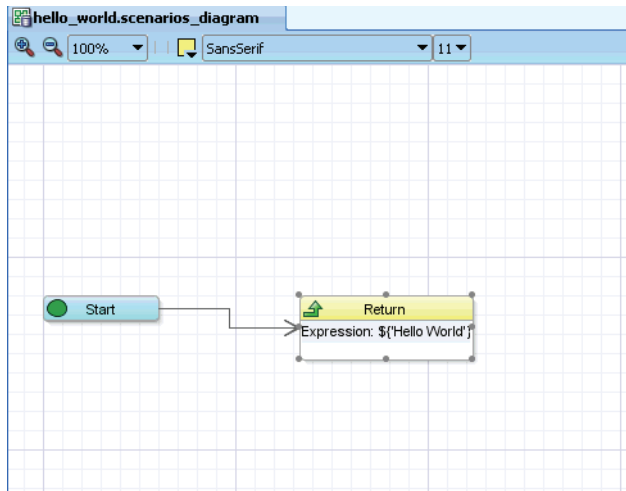 hello_world.scenarios_diagram
100% SansSerif 11
Start
Return
Expression: ${'Hello World'}